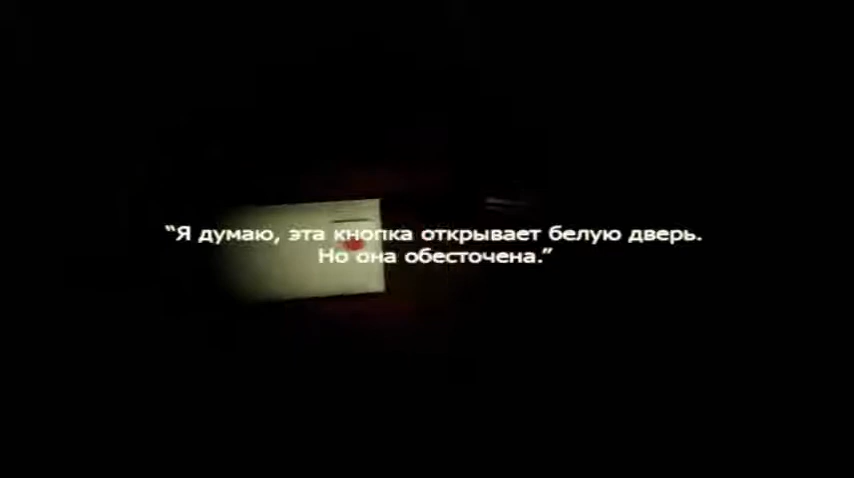 “Я думаю, эта кнопка открывает белую дверь.
Но она обесточена.”